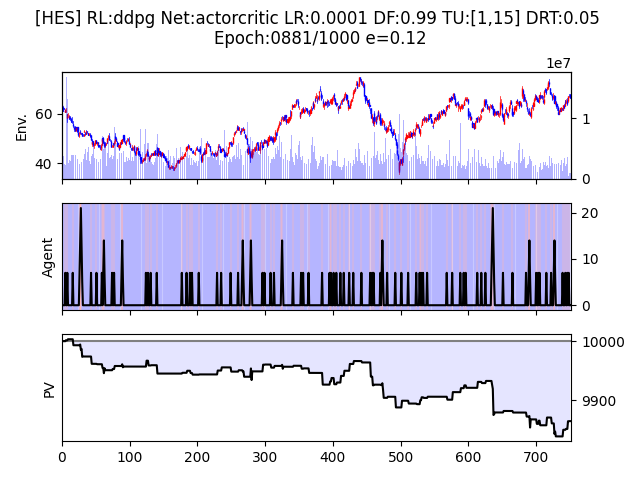 [HES] RL:ddpg Net:actorcritic LR:0.0001 DF:0.99 TU:[1,15] DRT:0.05
Epoch:0881/1000 e=0.12
1e7
Env.
60
40
1
0
Agent
20
10
0
PV
10000
9900
0 100 200 300 400 500 600 700